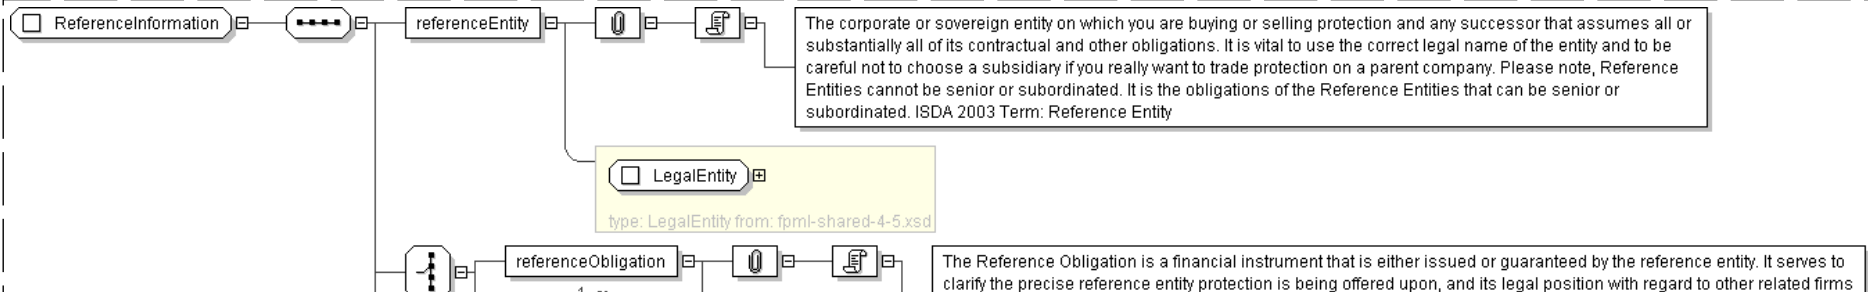 ReferenceInformation
referenceEntity
The corporate or sovereign entity on which you are buying or selling protection and any successor that assumes all or
substantially all of its contractual and other obligations. It is vital to use the correct legal name of the entity and to be
careful not to choose a subsidiary if you really want to trade protection on a parent company. Please note, Reference
Entities cannot be senior or subordinated. It is the obligations of the Reference Entities that can be senior or
subordinated. ISDA 2003 Term: Reference Entity
LegalEntity
type: LegalEntity from: fpml-shared-4-5.xsd
referenceObligation
The Reference Obligation is a financial instrument that is either issued or guaranteed by the reference entity. It serves to
clarify the precise reference entity protection is being offered upon, and its legal position with regard to other related firms